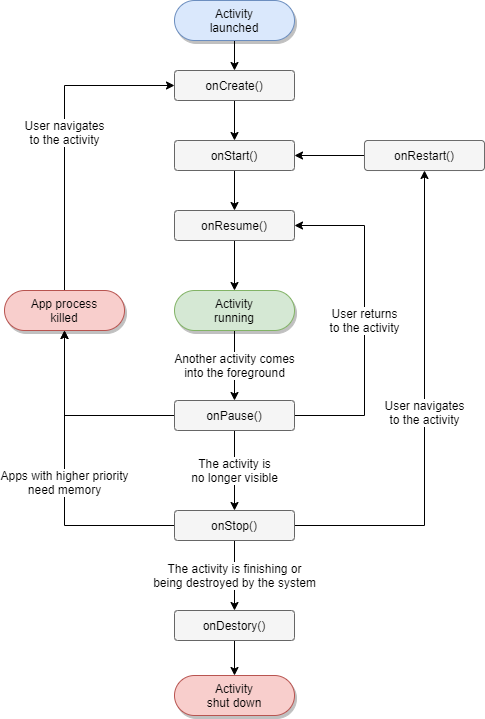 Activity
launched
onCreate()
User navigates
to the activity
onStart()
onRestart()
onResume()
App process
killed
Activity
running
User returns
to the activity
Another activity comes
into the foreground
onPause()
User navigates
to the activity
The activity is
no longer visible
Apps with higher priority
need memory
onStop()
The activity is finishing or
being destroyed by the system
onDestory()
Activity
shut down